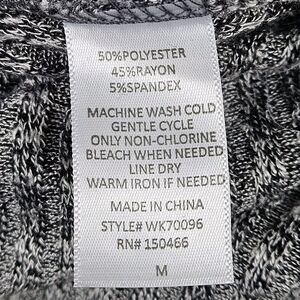 50%POLYESTER
45%RAYON
5%SPANDEX
MACHINE WASH COLD
GENTLE CYCLE
ONLY NON-CHLORINE
BLEACH WHEN NEEDED
LINE DRY
WARM IRON IF NEEDED
MADE IN CHINA
STYLE# WK70096
RN# 150466
M